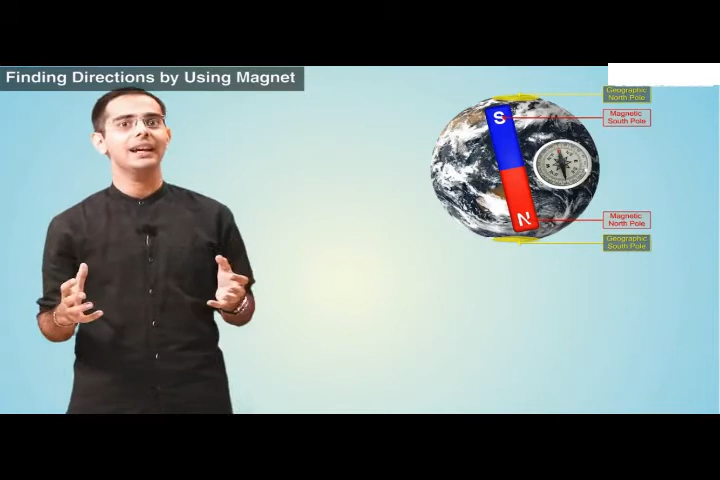 Finding Directions by Using Magnet
Geographic
North Pole
S
Magnetic
South Pole
N
Magnetic
North Pole
Geographic
South Pole